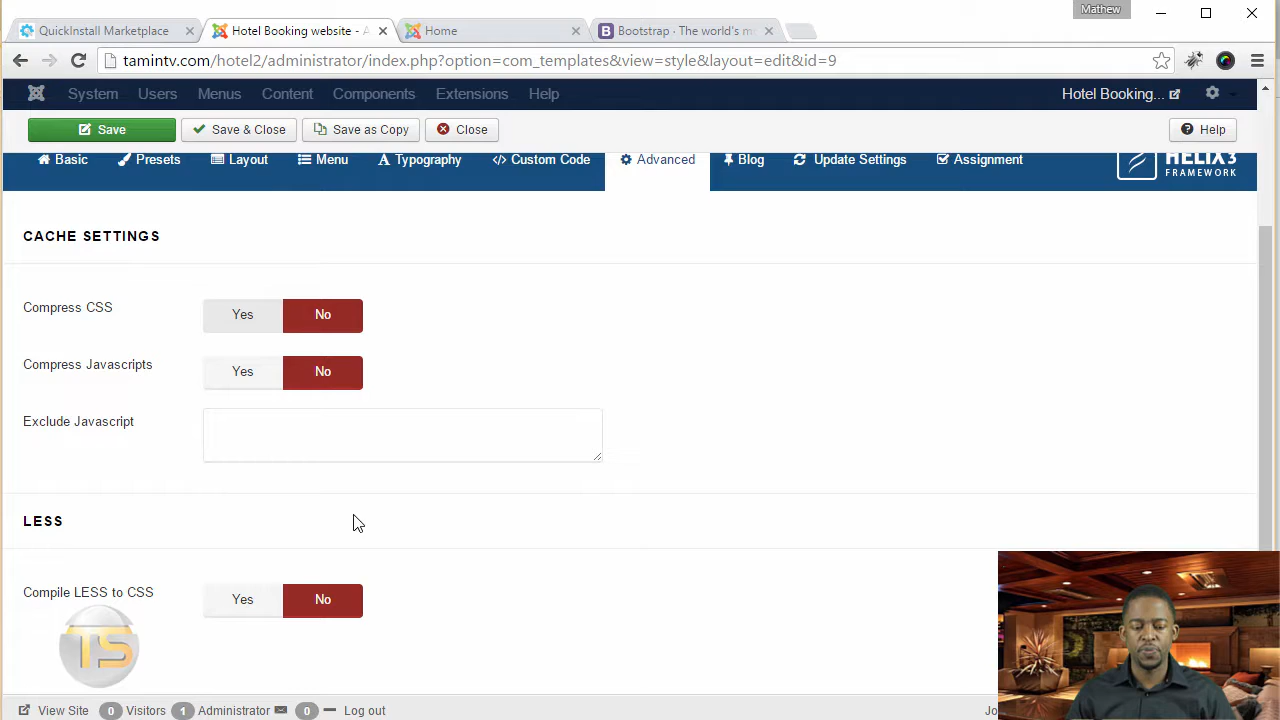 Mathew
QuickInstall Marketplace
Hotel Booking website - A
Home
Bootstrap · The world's m
tamintv.com/hotel2/administrator/index.php?option=com_templates&view=style&layout=edit&id=9
System Users Menus Content Components Extensions Help Hotel Booking...
Save Save & Close Save as Copy Close Help
Basic Presets Layout Menu Typography Custom Code Advanced Blog Update Settings Assignment HELIX3
FRAMEWORK
CACHE SETTINGS
Compress CSS Yes No
Compress Javascripts Yes No
Exclude Javascript
LESS
Compile LESS to CSS Yes No
TS
View Site 0 Visitors 1 Administrator 0 Log out Jo